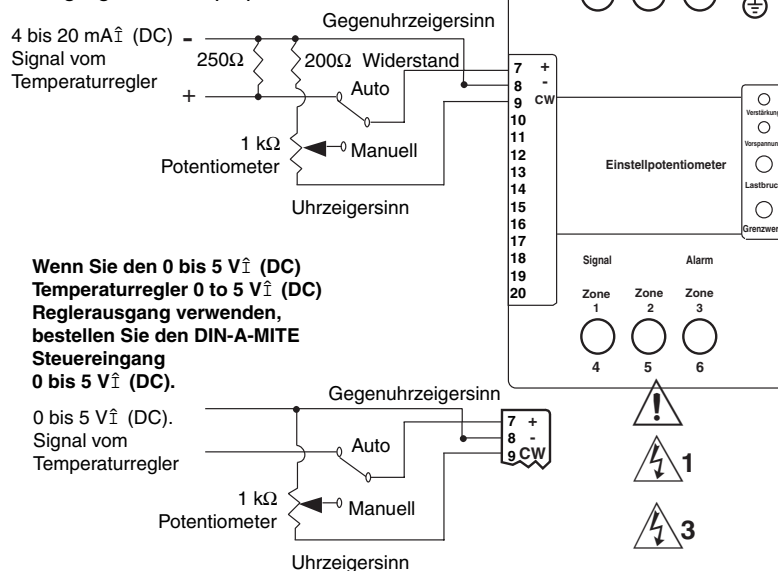 Gegenuhrzeigersinn
4 bis 20 mAÎ (DC) -
Signal vom
Temperaturregler
+
250Ω
200Ω Widerstand
Auto
1 kΩ
Potentiometer
Manuell
Uhrzeigersinn
7 +
8 -
9 CW
10
11
12
13
14
15
16
17
18
19
20
Einstellpotentiometer
Verstärkung
Lastbruc
Grenzwer
Signal
Alarm
Zone Zone Zone
1 2 3
4 5 6
Wenn Sie den 0 bis 5 VÎ (DC)
Temperaturregler 0 to 5 VÎ (DC)
Reglerausgang verwenden,
bestellen Sie den DIN-A-MITE
Steuereingang
0 bis 5 VÎ (DC).
Gegenuhrzeigersinn
0 bis 5 VÎ (DC).
Signal vom
Temperaturregler
Auto
1 kΩ
Potentiometer
Manuell
Uhrzeigersinn
7 +
8 -
9 CW
1
3